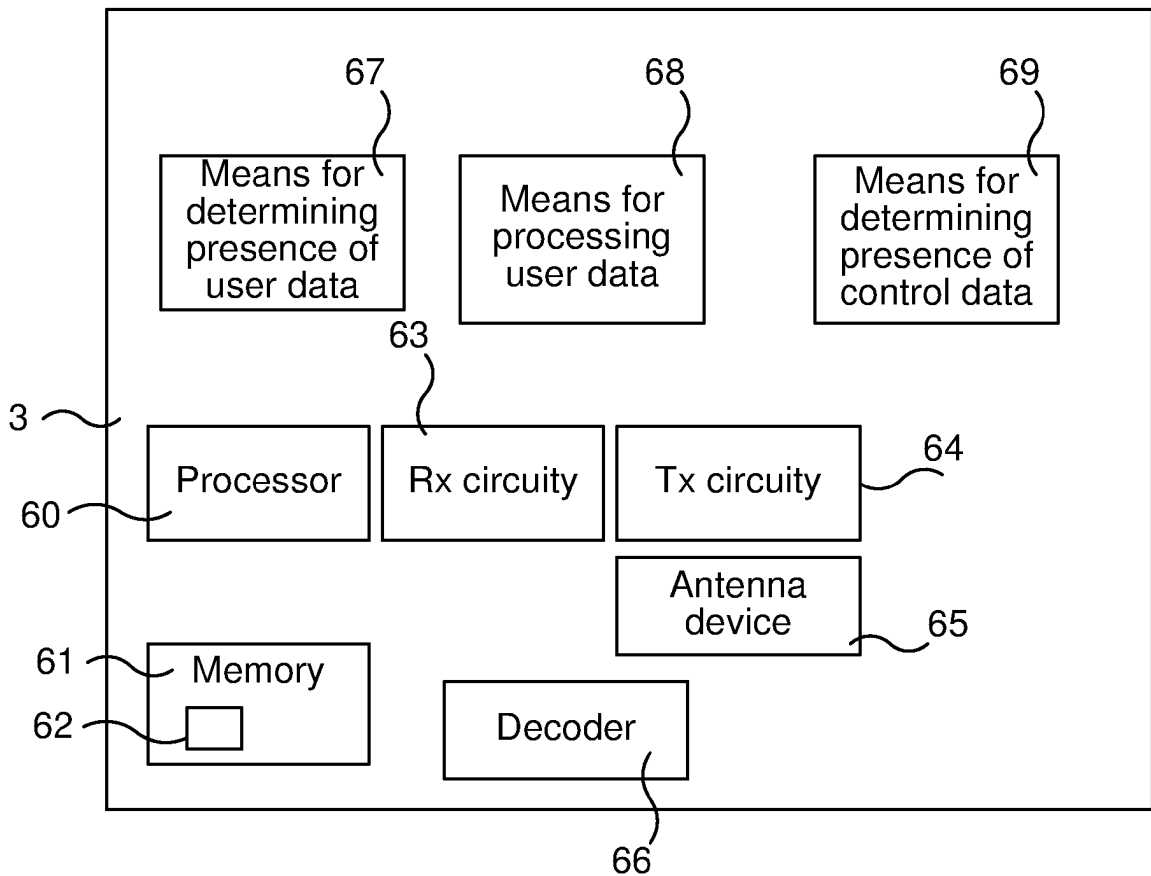 67
68
69
Means for
determining
presence of
user data
Means for
processing
user data
Means for
determining
presence of
control data
63
3
Processor
Rx circuity
Tx circuity
64
60
Antenna
device
65
61
Memory
62
Decoder
66